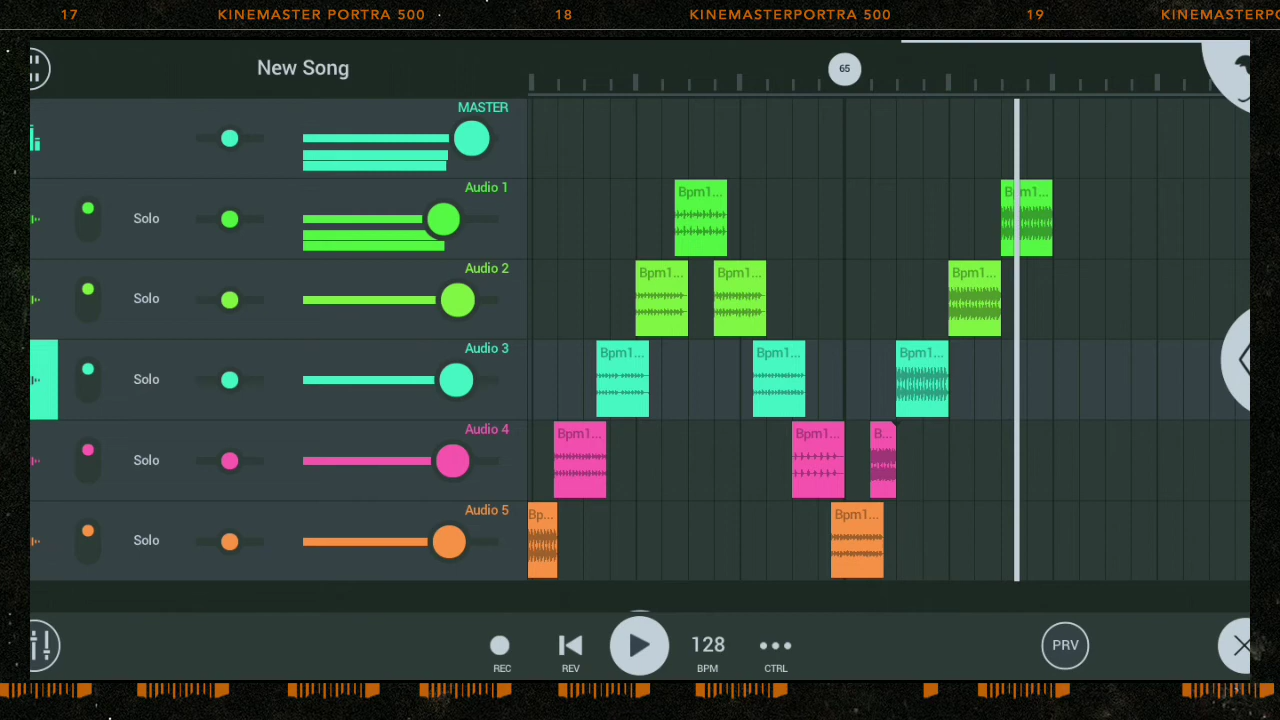 17 KINEMASTER PORTRA 500 18 KINEMASTERPORTRA 500 19 KINEMASTERPO
New Song
65
MASTER
Audio 1
Solo
Bpm1... Bpm1...
Audio 2
Solo
Bpm1... Bpm1... Bpm1...
Audio 3
Solo
Bpm1... Bpm1... Bpm1...
Audio 4
Solo
Bpm1... Bpm1... B...
Audio 5
Solo
Bp... Bpm1...
128
PRV
REC REV BPM CTRL